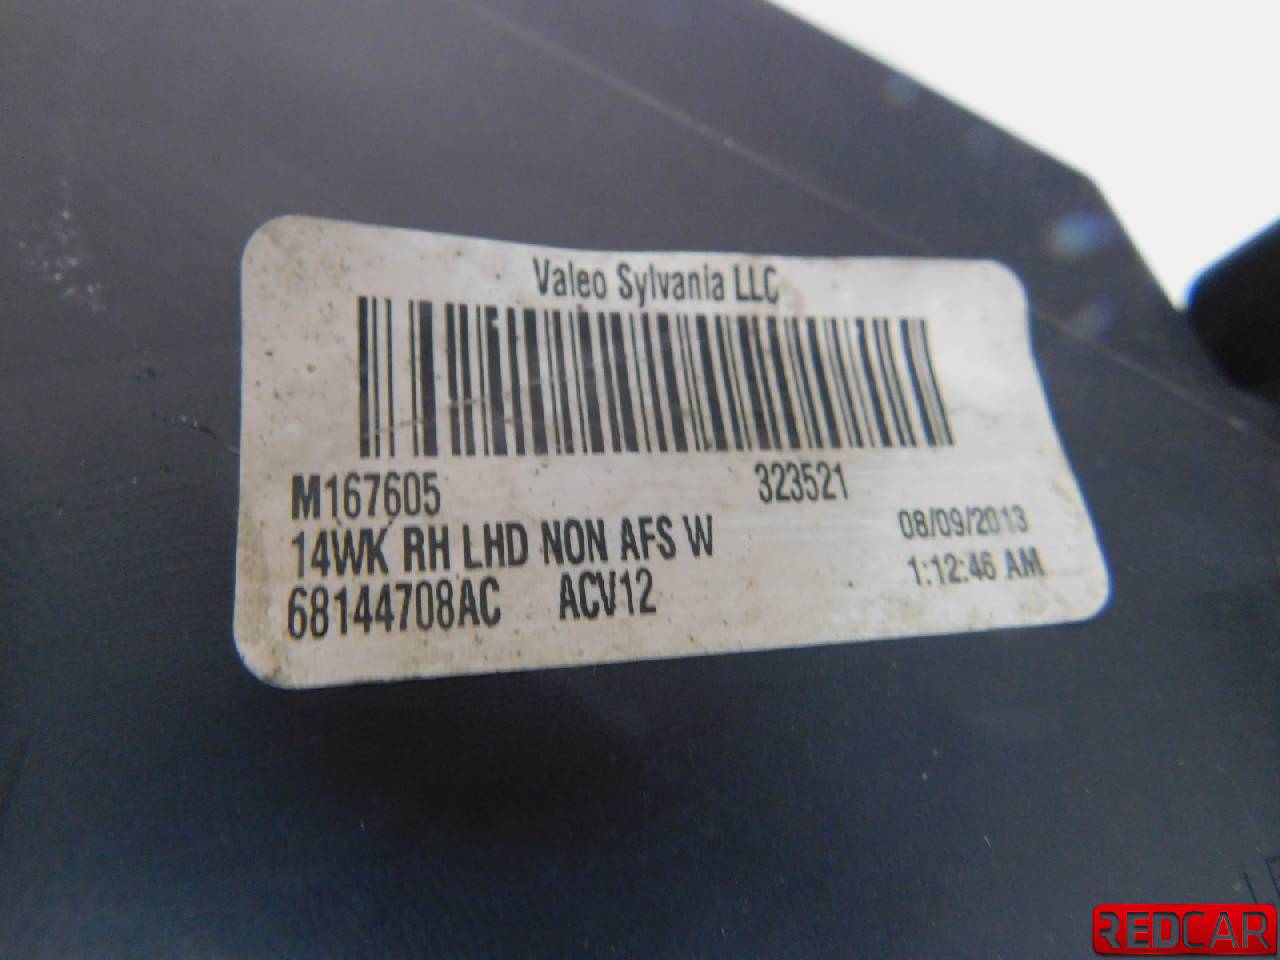 Valeo Sylvania LLC
M167605 323521
14WK RH LHD NON AFS W 08/09/2013
68144708AC ACV12 1:12:46 AM
REDCAR